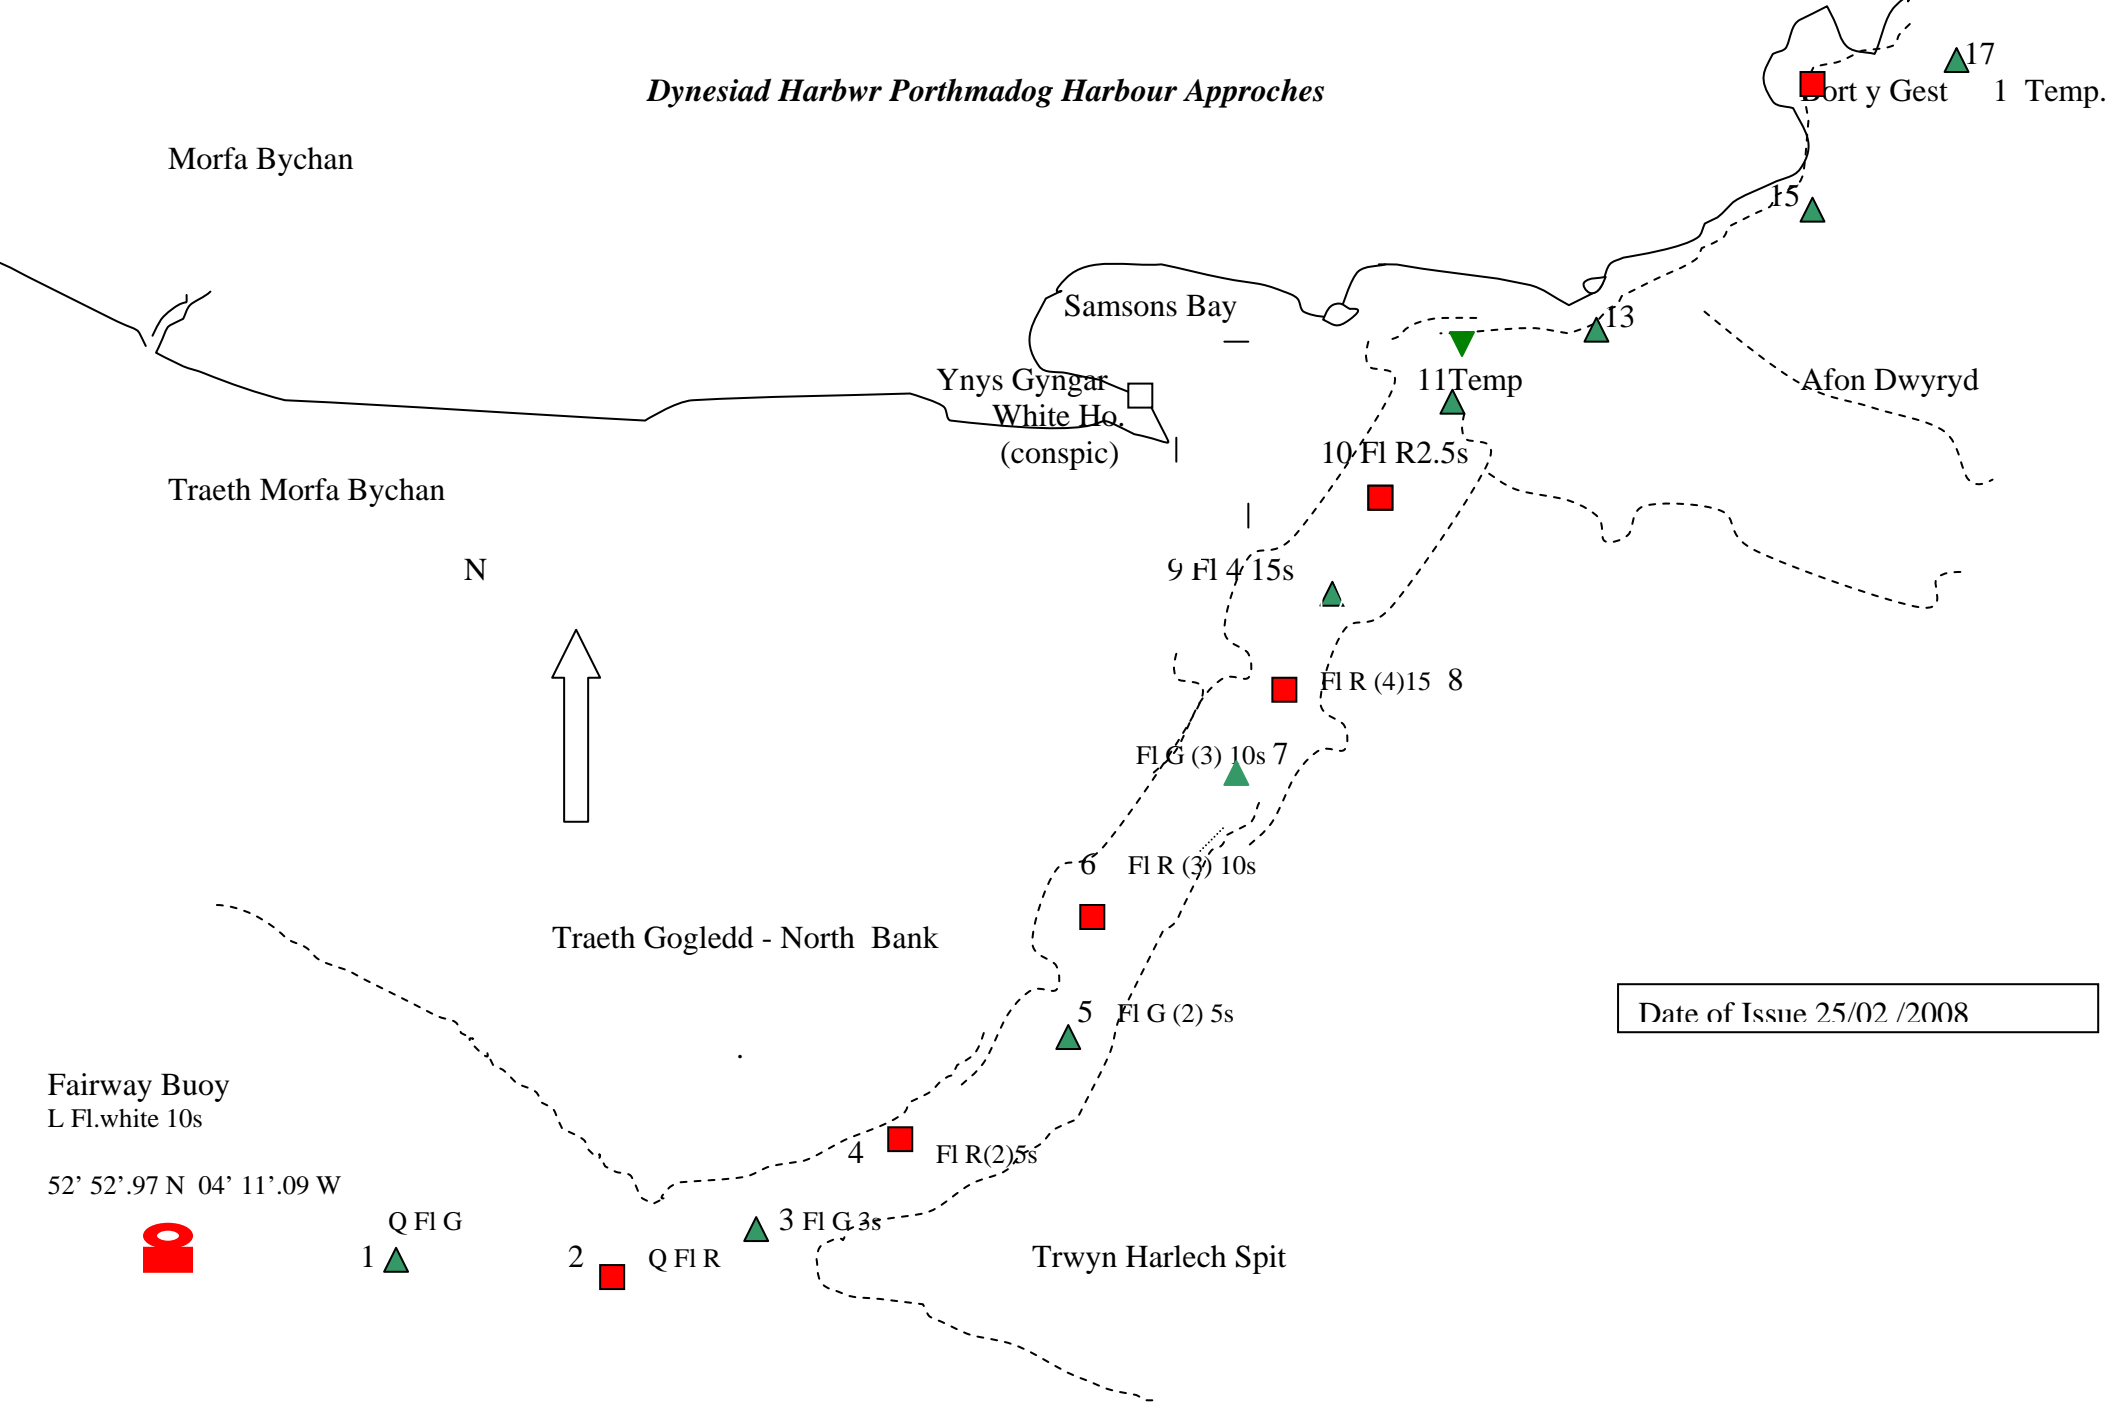 Dynesiad Harbwr Porthmadog Harbour Approches
17
Port y Gest 1 Temp.
Morfa Bychan
15
Samsons Bay
13
Ynys Gyngar
White Ho.
(conspic)
11Temp
Afon Dwyryd
10 Fl R2.5s
Traeth Morfa Bychan
N
9 Fl 4 15s
Fl R (4)15 8
Fl G (3) 10s 7
6 Fl R (3) 10s
Traeth Gogledd - North Bank
5 Fl G (2) 5s
Date of Issue 25/02 /2008
Fairway Buoy
L Fl.white 10s
4 Fl R(2)5s
52’ 52’.97 N 04’ 11’.09 W
Q Fl G
3 Fl G 3s
1
2 Q Fl R
Trwyn Harlech Spit